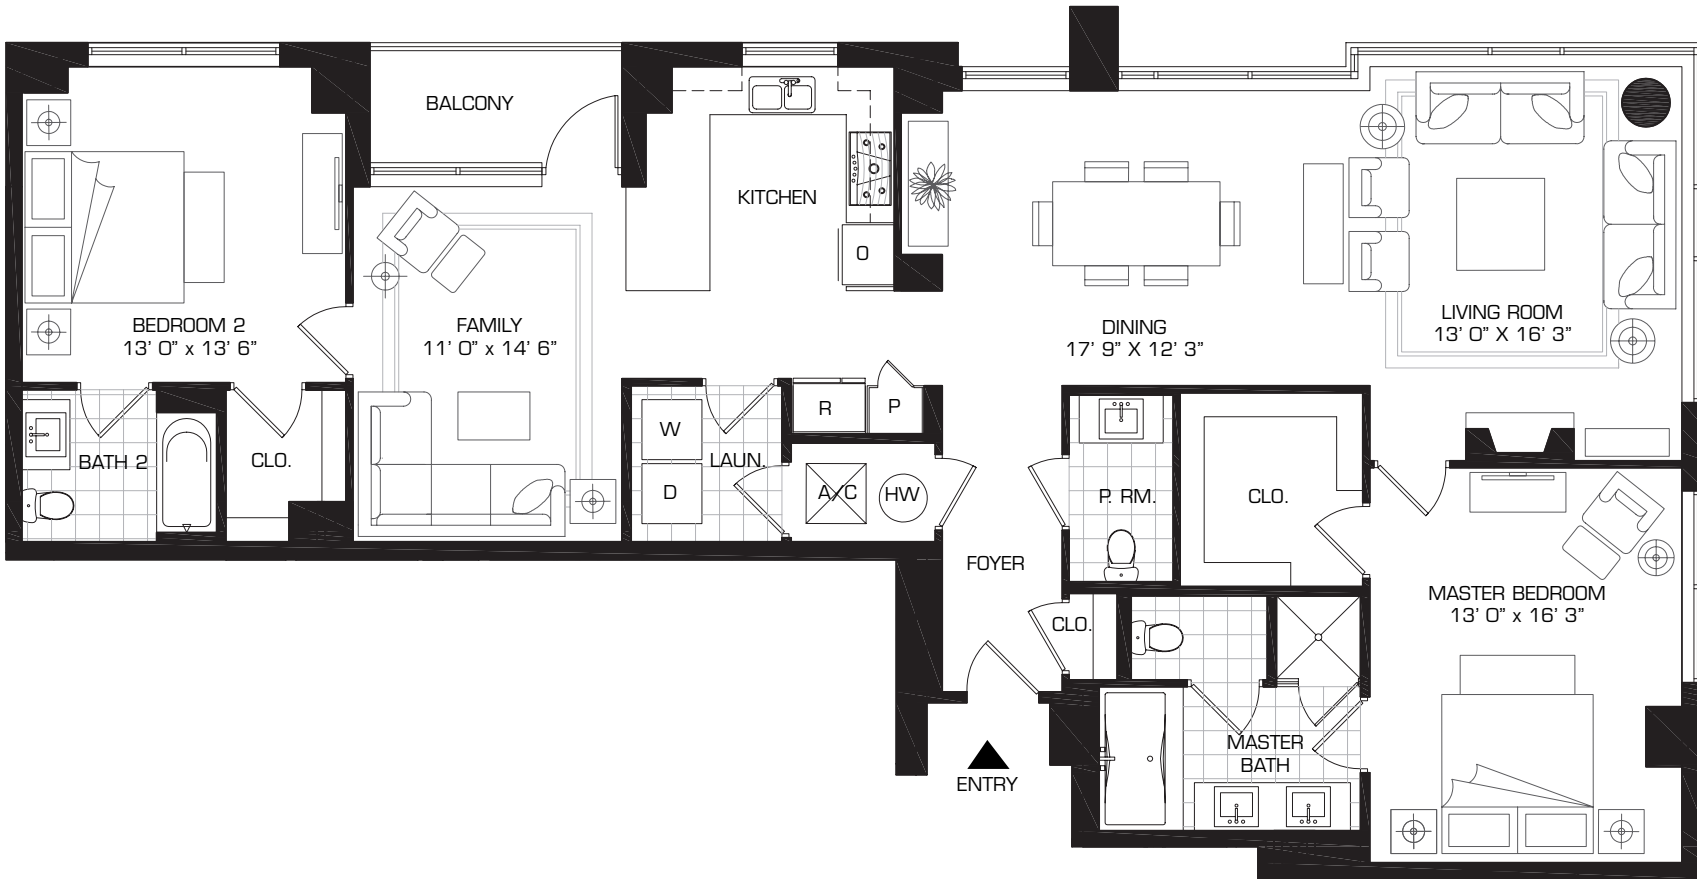 BALCONY
KITCHEN
O
BEDROOM 2
13' 0" x 13' 6"
FAMILY
11' 0" x 14' 6"
DINING
17' 9" X 12' 3"
LIVING ROOM
13' 0" X 16' 3"
R
P
W
D
LAUN.
A/C
HW
BATH 2
CLO.
P. RM.
CLO.
FOYER
CLO.
MASTER BEDROOM
13' 0" x 16' 3"
MASTER
BATH
ENTRY